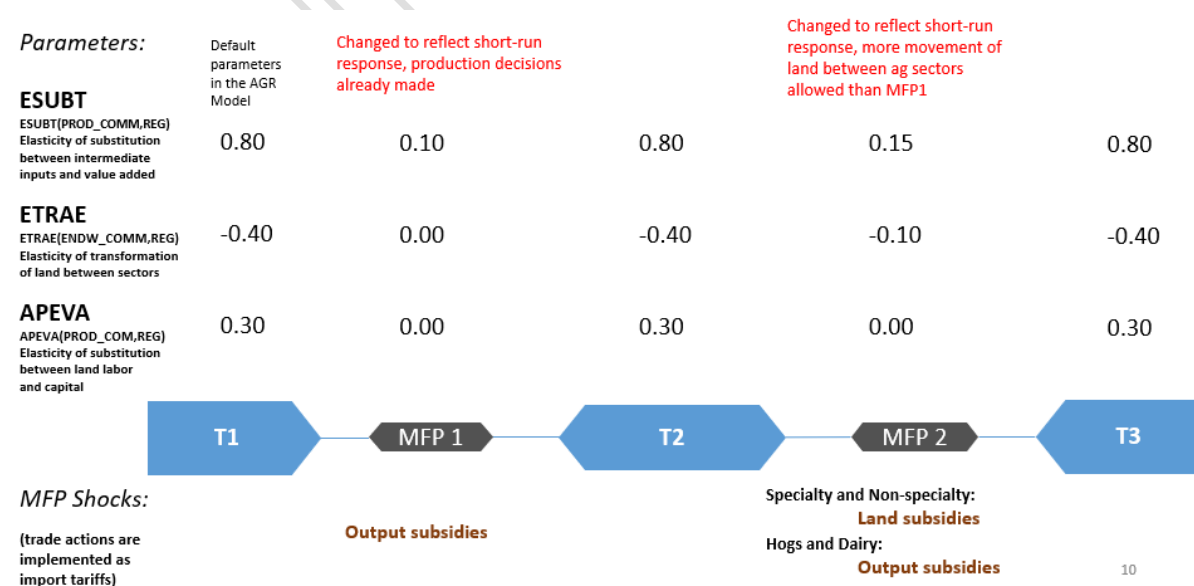 Parameters:
Default
parameters
in the AGR
Model
Changed to reflect short-run
response, production decisions
already made
Changed to reflect short-run
response, more movement of
land between ag sectors
allowed than MFP1
ESUBT
ESUBT(PROD_COMM,REG)
Elasticity of substitution
between intermediate
inputs and value added
0.80
0.10
0.80
0.15
0.80
ETRAE
ETRAE(ENDW_COMM,REG)
Elasticity of transformation
of land between sectors
-0.40
0.00
-0.40
-0.10
-0.40
APEVA
APEVA(PROD_COM,REG)
Elasticity of substitution
between land labor
and capital
0.30
0.00
0.30
0.00
0.30
T1
MFP 1
T2
MFP 2
T3
MFP Shocks:
(trade actions are
implemented as
import tariffs)
Output subsidies
Specialty and Non-specialty:
Land subsidies
Hogs and Dairy:
Output subsidies
10